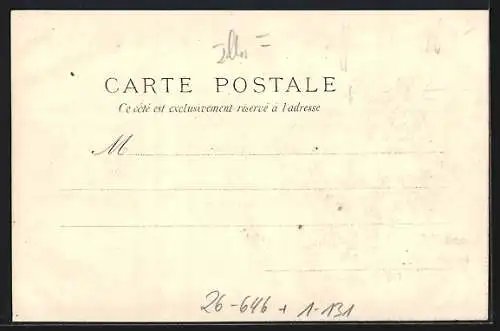 CARTE POSTALE
Ce côté est exclusivement réservé à l'adresse
M
26-646 + 1-131